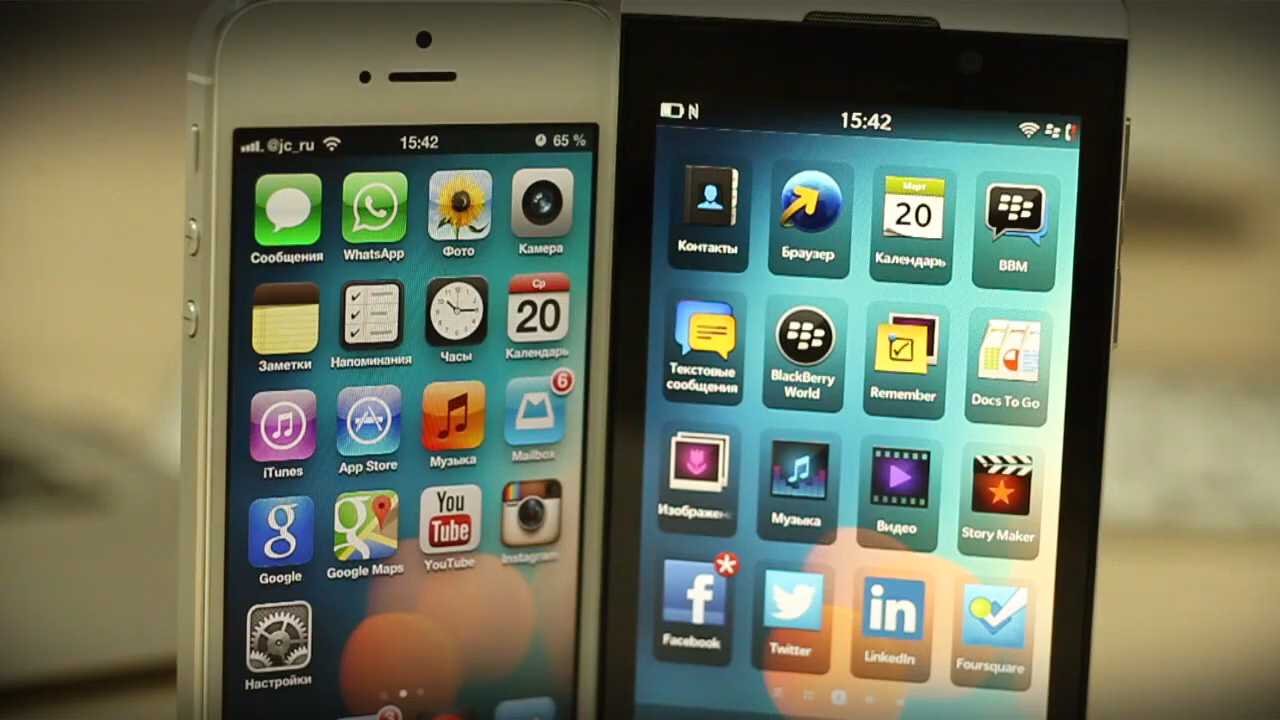 @jc_ru 15:42 65 %
Сообщения WhatsApp Фото Камера
Ср
20
Заметки Напоминания Часы Календарь
6
iTunes App Store Музыка Mailbox
g You
Tube
Google Google Maps YouTube Instagram
Настройки
3
N 15:42
Март
20
Контакты Браузер Календарь BBM
Текстовые
сообщения BlackBerry
World Remember Docs To Go
Изображен Музыка Видео Story Maker
f in
Facebook Twitter LinkedIn Foursquare